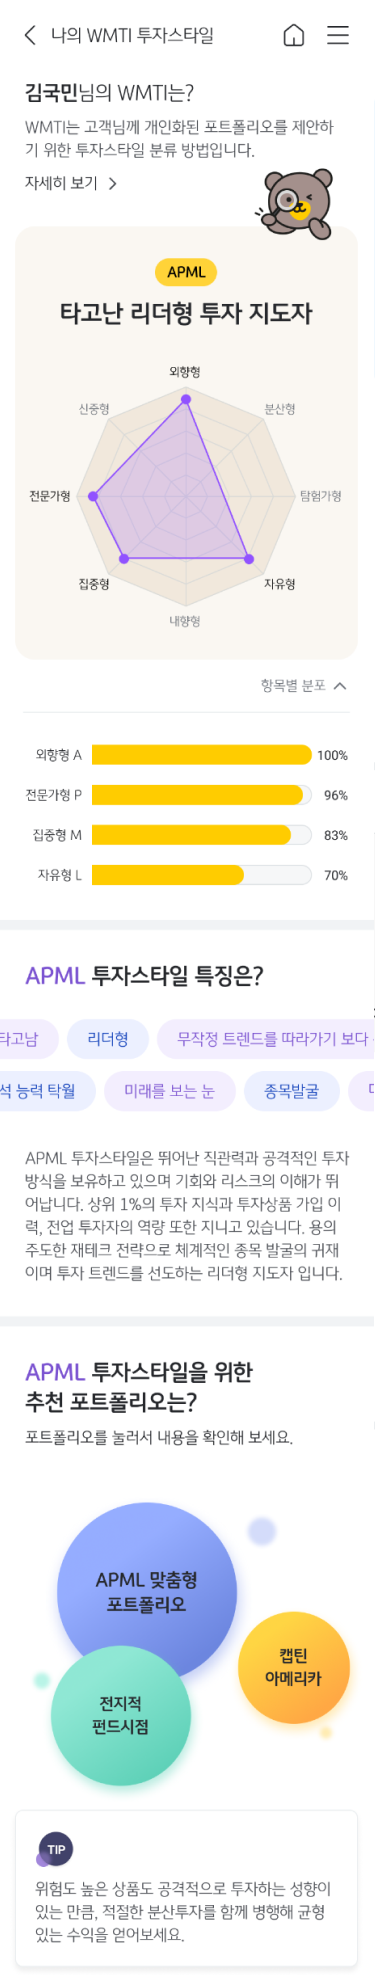 나의 WMTI 투자스타일
김국민님의 WMTI는?
WMTI는 고객님께 개인화된 포트폴리오를 제안하
기 위한 투자스타일 분류 방법입니다.
자세히 보기
APML
타고난 리더형 투자 지도자
외향형
신중형
분산형
전문가형
탐험가형
집중형
자유형
내향형
항목별 분포
외향형 A 100%
전문가형 P 96%
집중형 M 83%
자유형 L 70%
APML 투자스타일 특징은?
타고남 리더형 무작정 트렌드를 따라가기 보다
석 능력 탁월 미래를 보는 눈 종목발굴
APML 투자스타일은 뛰어난 직관력과 공격적인 투자
방식을 보유하고 있으며 기회와 리스크의 이해가 뛰
어납니다. 상위 1%의 투자 지식과 투자상품 가입 이
력, 전업 투자자의 역량 또한 지니고 있습니다. 용의
주도한 재테크 전략으로 체계적인 종목 발굴의 귀재
이며 투자 트렌드를 선도하는 리더형 지도자 입니다.
APML 투자스타일을 위한
추천 포트폴리오는?
포트폴리오를 눌러서 내용을 확인해 보세요.
APML 맞춤형
포트폴리오
캡틴
아메리카
전지적
펀드시점
TIP
위험도 높은 상품도 공격적으로 투자하는 성향이
있는 만큼, 적절한 분산투자를 함께 병행해 균형
있는 수익을 얻어보세요.